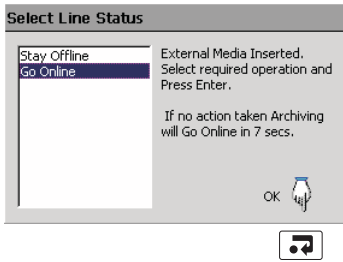 Select Line Status
Stay Offline
Go Online
External Media Inserted.
Select required operation and
Press Enter.
If no action taken Archiving
will Go Online in 7 secs.
OK